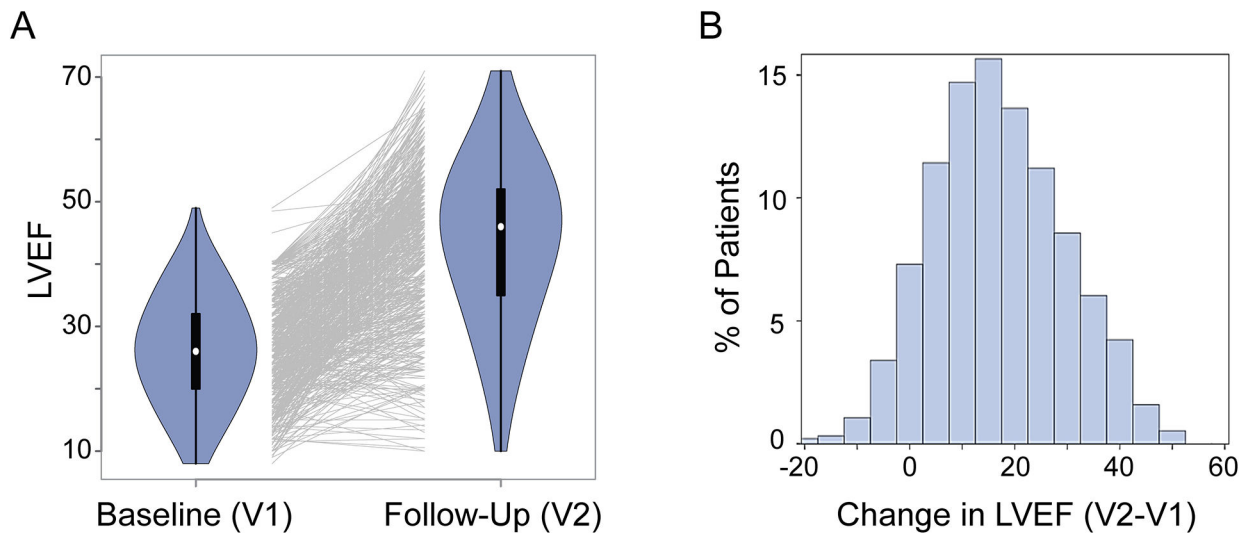 A
LVEF
70
50
30
10
Baseline (V1)
Follow-Up (V2)
B
% of Patients
15
10
5
0
-20
0
20
40
60
Change in LVEF (V2-V1)